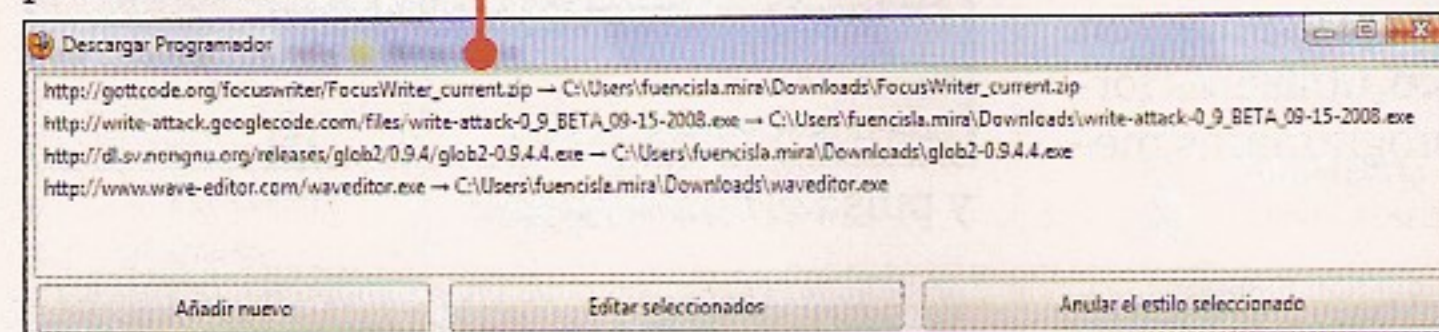 Descargar Programador
http://gottcode.org/focuswriter/FocusWriter_current.zip → C:\Users\fuencisla.mira\Downloads\FocusWriter_current.zip
http://write-attack.googlecode.com/files/write-attack-0_9_BETA_09-15-2008.exe → C:\Users\fuencisla.mira\Downloads\write-attack-0_9_BETA_09-15-2008.exe
http://dl.sv.nongnu.org/releases/glob2/0.9.4/glob2-0.9.4.4.exe → C:\Users\fuencisla.mira\Downloads\glob2-0.9.4.4.exe
http://www.wave-editor.com/waveditor.exe → C:\Users\fuencisla.mira\Downloads\waveditor.exe
Añadir nuevo
Editar seleccionados
Anular el estilo seleccionado